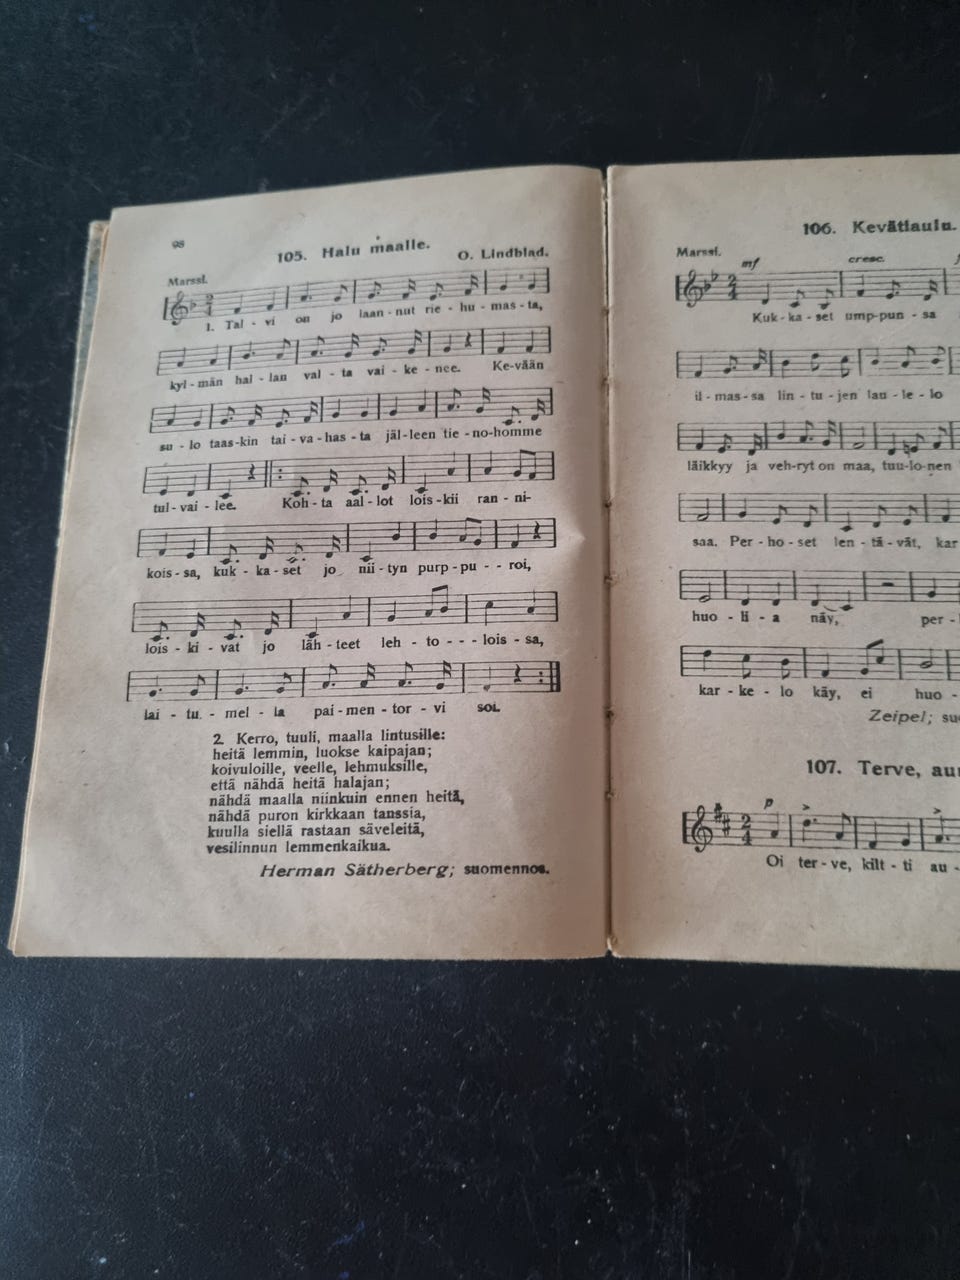 98
105. Halu maalle.
Marssi.
O. Lindblad.
1. Tal - vi on jo laan - nut rie - hu - mas - ta,
kyl - män hal - lan val - ta vai - ke - nee. Ke-vään
su - lo taas-kin tai - va - has - ta jäl - leen tie - no-homme
tul - vai - lee. Koh - ta aal - lot lois - kii ran - ni-
kois - sa, kuk - ka - set jo nii - tyn purp - pu - - roi,
lois - ki - vat jo läh - teet leh - to - - - lois - sa,
lai - tu. - mel - la pai - men - tor - vi soi.
2. Kerro, tuuli, maalla lintusille:
heitä lemmin, luokse kaipajan;
koivuloille, veelle, lehmuksille,
että nähdä heitä halajan;
nähdä maalla niinkuin ennen heitä,
nähdä puron kirkkaan tanssia,
kuulla siellä rastaan säveleitä,
vesilinnun lemmenkaikua.
Herman Sätherberg; suomennos.
106. Kevätlaulu.
Marssi.
mf cresc.
Kuk - ka - set ump-pun - sa
il - mas - sa lin - tu - jen lau - le - lo
läikkyy ja veh-ryt on maa, tuu-lo-nen
saa. Per - ho - set len - tä - vät, kar
huo - li - a näy, per -
kar - ke - lo käy, ei huo -
Zeipel;
107. Terve,
p
Oi ter - ve, kilt - ti au -